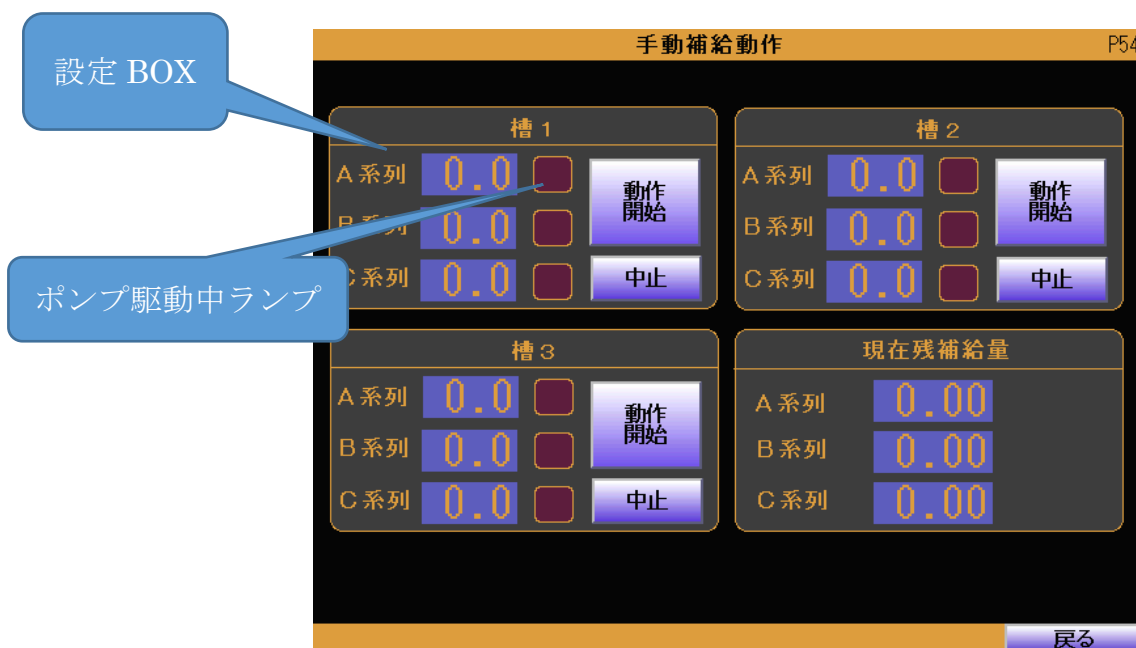 設定 BOX
手動補給動作
P54
槽1
A系列 0.0
動作
開始
B系列 0.0
C系列 0.0
中止
ポンプ駆動中ランプ
槽2
A系列 0.0
動作
開始
B系列 0.0
C系列 0.0
中止
槽3
A系列 0.0
動作
開始
B系列 0.0
C系列 0.0
中止
現在残補給量
A系列 0.00
B系列 0.00
C系列 0.00
戻る